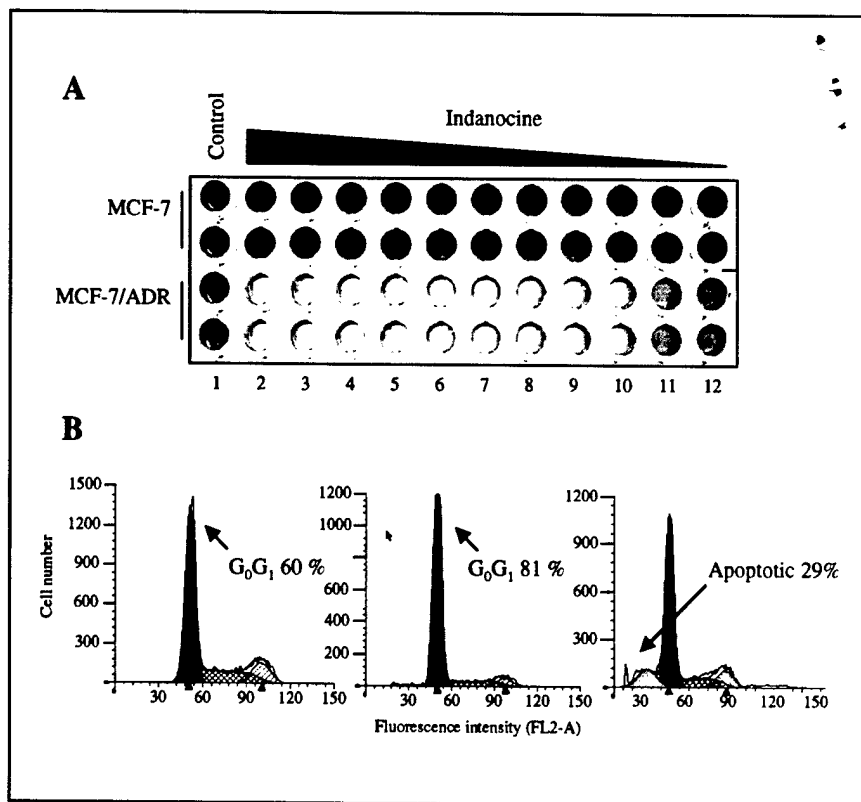 A
Control
Indanocine
MCF-7
MCF-7/ADR
1 2 3 4 5 6 7 8 9 10 11 12
B
Cell number
1500
1200
900
600
300
G₀G₁ 60 %
30 60 90 120 150
1200
1000
800
600
400
200
0
G₀G₁ 81 %
30 60 90 120 150
1200
900
600
300
0
Apoptotic 29%
30 60 90 120 150
Fluorescence intensity (FL2-A)